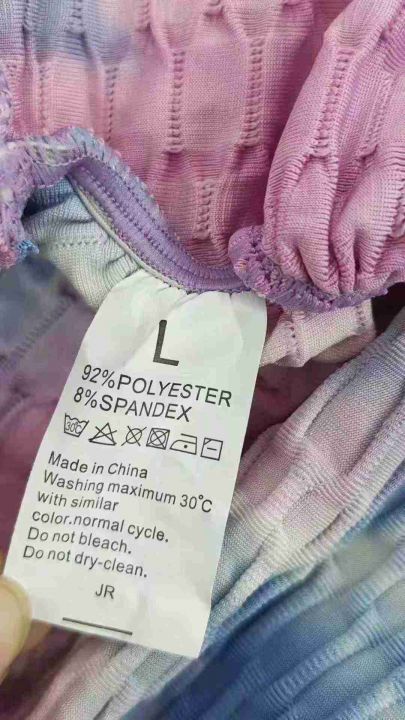 L
92%POLYESTER
8%SPANDEX
30C
Made in China
Washing maximum 30°C
with similar
color.normal cycle.
Do not bleach.
Do not dry-clean.
JR